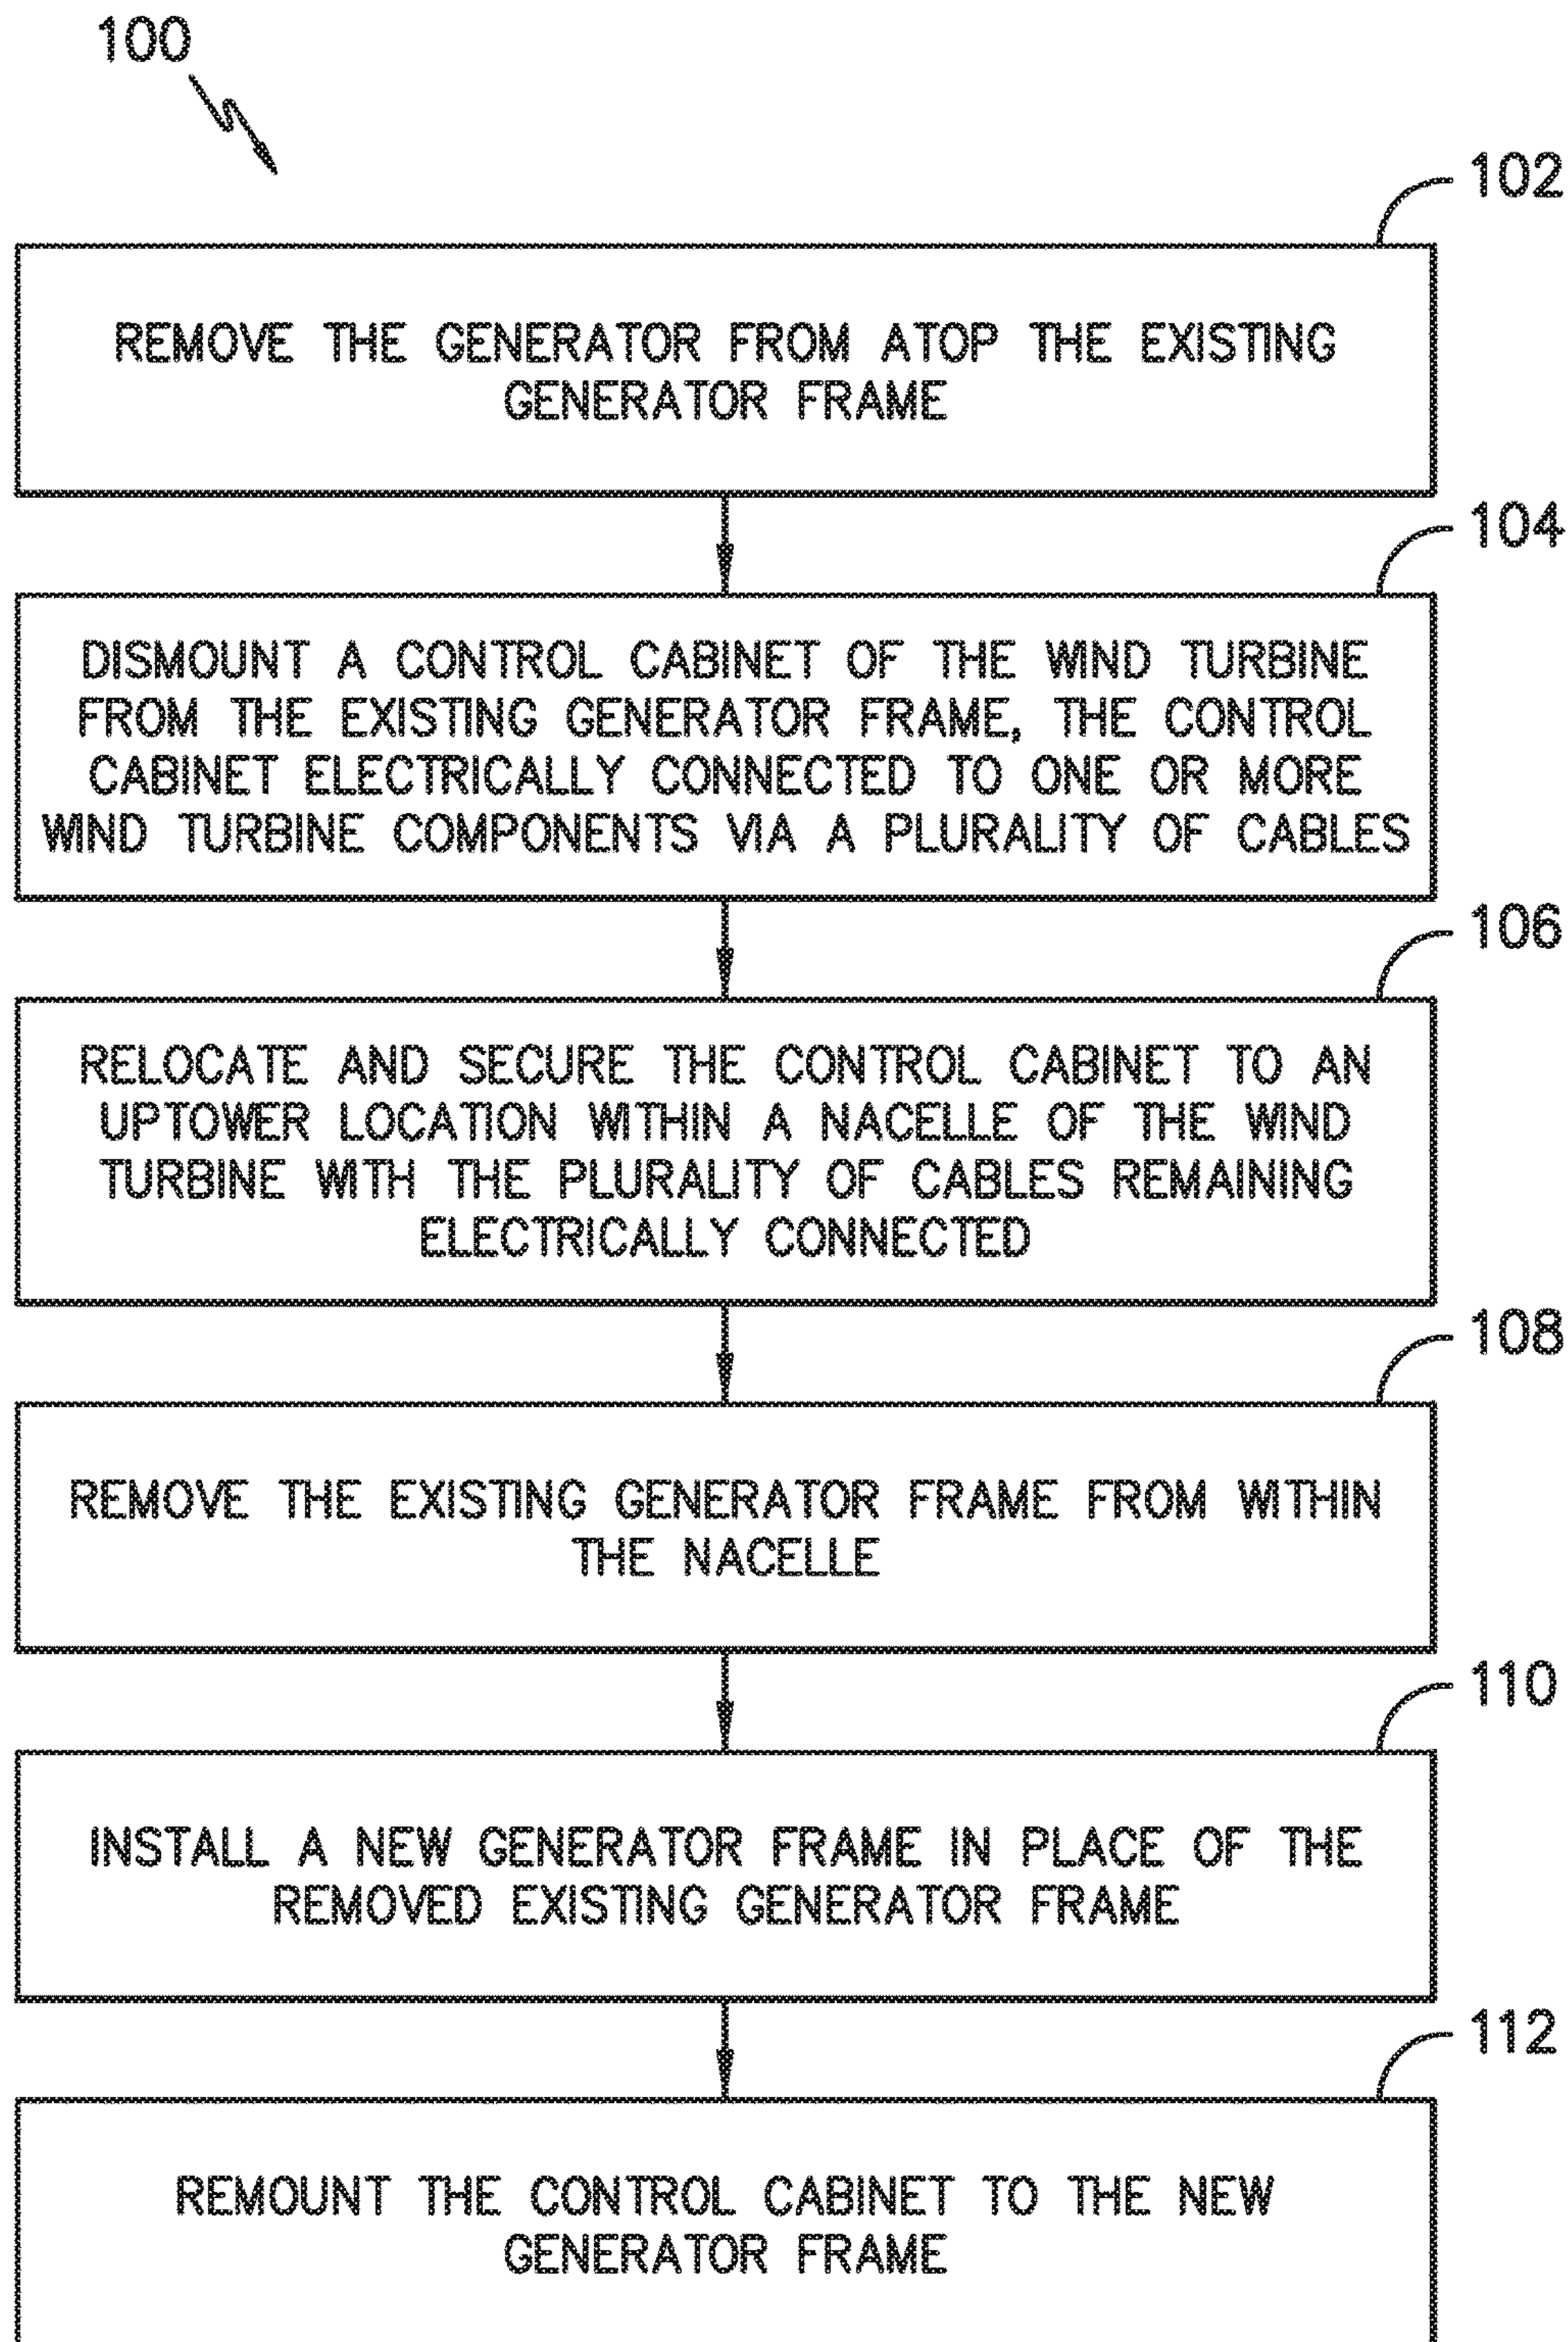 100
102
REMOVE THE GENERATOR FROM ATOP THE EXISTING
GENERATOR FRAME
104
DISMOUNT A CONTROL CABINET OF THE WIND TURBINE
FROM THE EXISTING GENERATOR FRAME, THE CONTROL
CABINET ELECTRICALLY CONNECTED TO ONE OR MORE
WIND TURBINE COMPONENTS VIA A PLURALITY OF CABLES
106
RELOCATE AND SECURE THE CONTROL CABINET TO AN
UPTOWER LOCATION WITHIN A NACELLE OF THE WIND
TURBINE WITH THE PLURALITY OF CABLES REMAINING
ELECTRICALLY CONNECTED
108
REMOVE THE EXISTING GENERATOR FRAME FROM WITHIN
THE NACELLE
110
INSTALL A NEW GENERATOR FRAME IN PLACE OF THE
REMOVED EXISTING GENERATOR FRAME
112
REMOUNT THE CONTROL CABINET TO THE NEW
GENERATOR FRAME